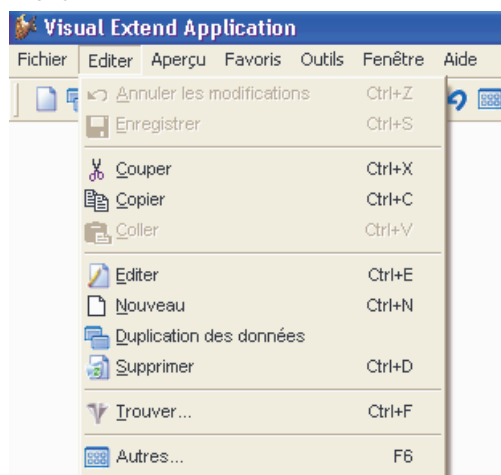 Visual Extend Application
Fichier Editer Aperçu Favoris Outils Fenêtre Aide
Annuler les modifications Ctrl+Z
Enregistrer Ctrl+S
Couper Ctrl+X
Copier Ctrl+C
Coller Ctrl+V
Editer Ctrl+E
Nouveau Ctrl+N
Duplication des données
Supprimer Ctrl+D
Trouver... Ctrl+F
Autres... F6